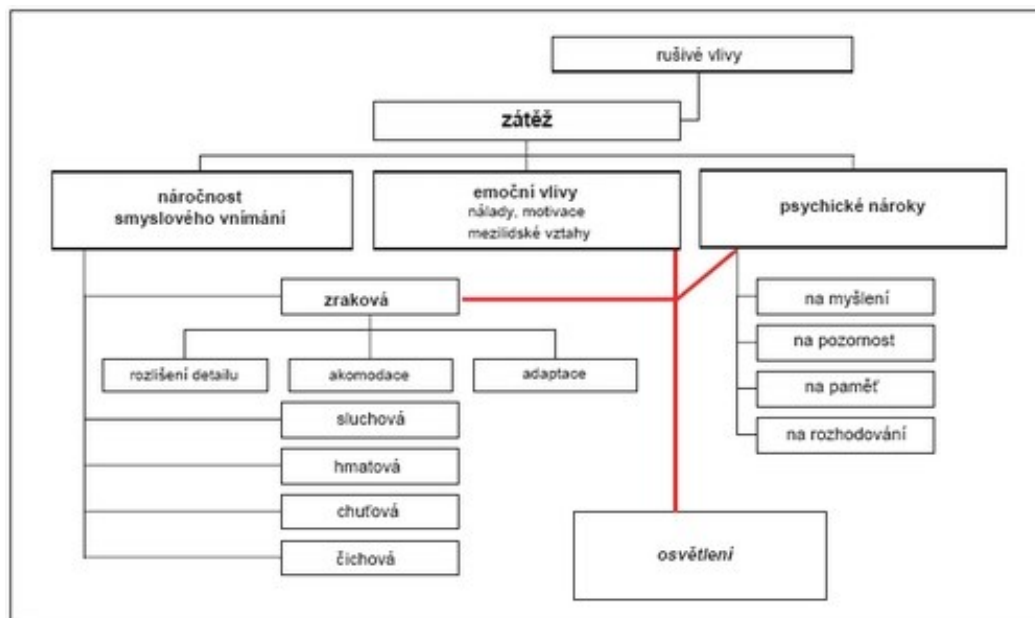 rušivé vlivy
zátěž
náročnost
smyslového vnímání
emoční vlivy
nálady, motivace
mezilidské vztahy
psychické nároky
zraková
rozlišení detailu
akomodace
adaptace
sluchová
hmatová
chuťová
čichová
na myšlení
na pozornost
na paměť
na rozhodování
osvětlení